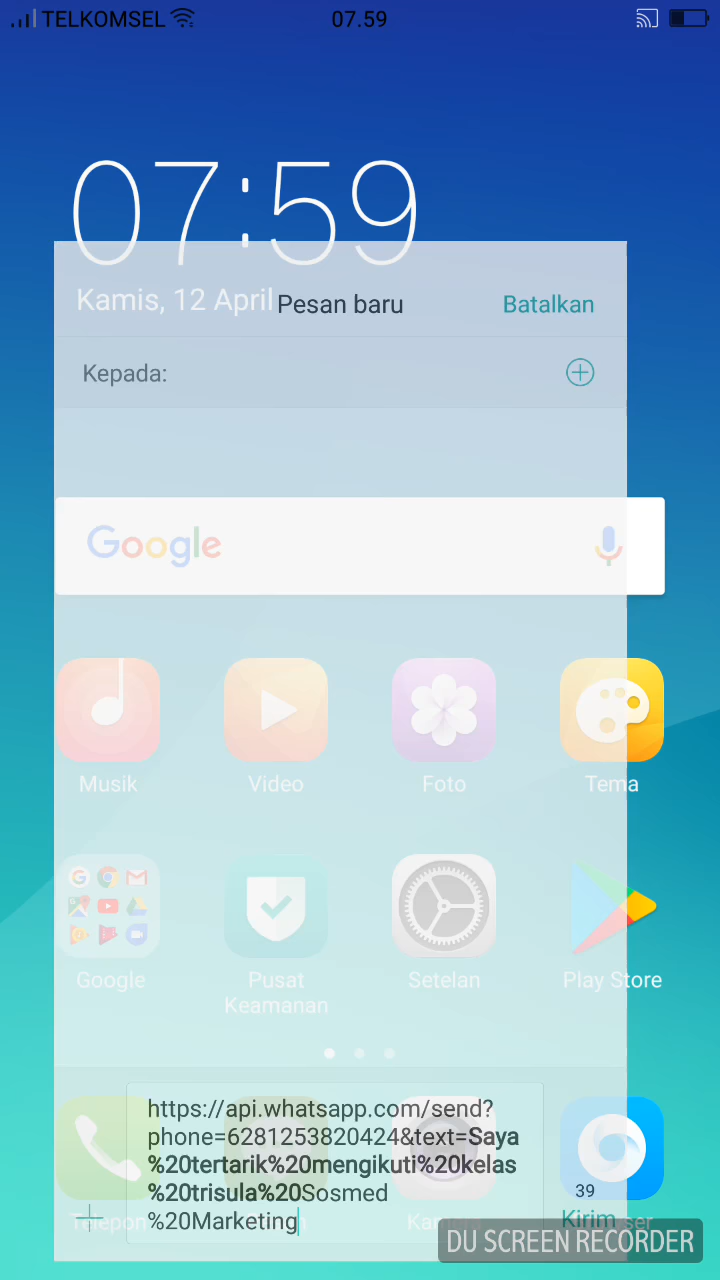 TELKOMSEL
07.59
07:59
Kamis, 12 April
Pesan baru
Batalkan
Kepada:
Google
Musik
Video
Foto
Tema
Google
Pusat
Keamanan
Setelan
Play Store
https://api.whatsapp.com/send?
phone=6281253820424&text=Saya
%20tertarik%20mengikuti%20kelas
%20trisula%20Sosmed
%20Marketing
39
Kirim
Telepon
DU SCREEN RECORDER